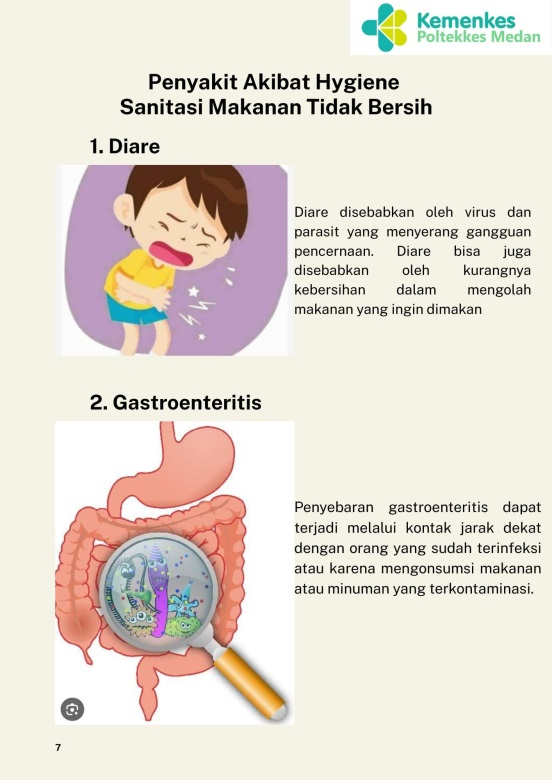 Kemenkes
Poltekkes Medan
Penyakit Akibat Hygiene
Sanitasi Makanan Tidak Bersih
1. Diare
Diare disebabkan oleh virus dan
parasit yang menyerang gangguan
pencernaan. Diare bisa juga
disebabkan oleh kurangnya
kebersihan dalam mengolah
makanan yang ingin dimakan
2. Gastroenteritis
Penyebaran gastroenteritis dapat
terjadi melalui kontak jarak dekat
dengan orang yang sudah terinfeksi
atau karena mengonsumsi makanan
atau minuman yang terkontaminasi.
7